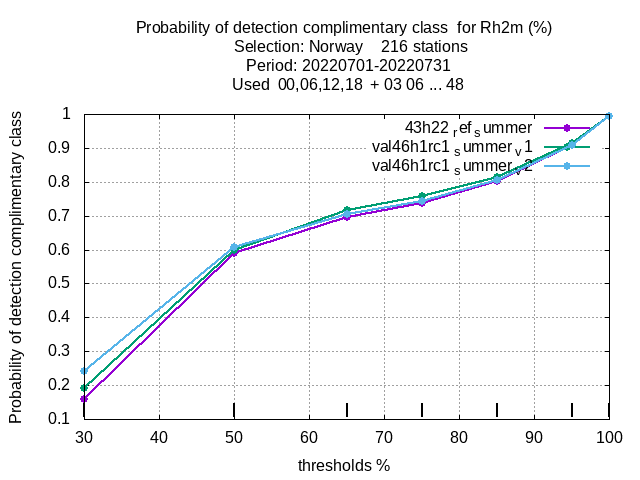 Probability of detection complimentary class for Rh2m (%)
Selection: Norway 216 stations
Period: 20220701-20220731
Used 00,06,12,18 + 03 06 ... 48
Probability of detection complimentary class
1
0.9
0.8
0.7
0.6
0.5
0.4
0.3
0.2
0.1
43h22 ref summer
val46h1rc1 summer v1
val46h1rc1 summer v2
30 40 50 60 70 80 90 100
thresholds %